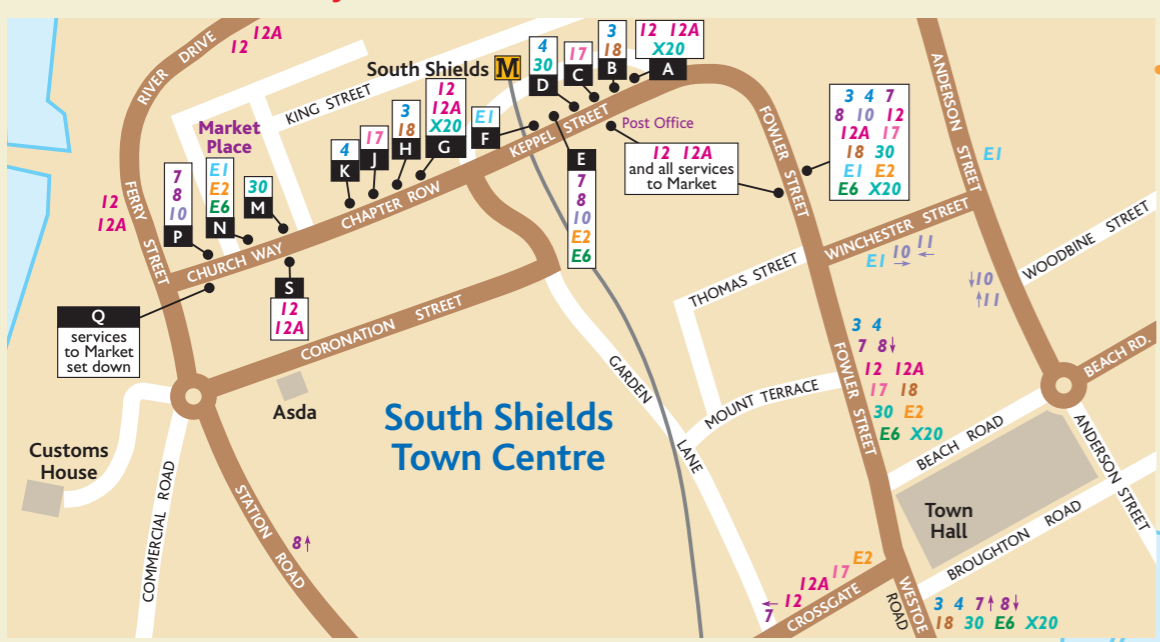 RIVER DRIVE
12
12A
KING STREET
South Shields M
4
30
D
17
C
3
18
B
12 12A
X20
A
Market
Place
7
8
10
P
E1
E2
E6
N
30
M
4
K
17
J
3
18
H
12
12A
X20
G
E1
F
KEPPEL STREET
Post Office
12 12A
and all services
to Market
FOWLER STREET
3 4 7
8 10 12
12A 17
18 30
E1 E2
E6 X20
ANDERSON STREET
E1
E
7
8
10
E2
E6
12
12A
FERRY STREET
CHURCH WAY
CHAPTER ROW
S
12
12A
Q
services
to Market
set down
CORONATION STREET
Asda
Customs
House
South Shields
Town Centre
GARDEN LANE
THOMAS STREET
WINCHESTER STREET
E1 10 → 11 ←
WOODBINE STREET
↓10
↑11
BEACH RD.
3 4
7 8↓
12 12A
17 18
30 E2
E6 X20
FOWLER STREET
MOUNT TERRACE
BEACH ROAD
ANDERSON STREET
Town
Hall
BROUGHTON ROAD
COMMERCIAL ROAD
STATION ROAD
8↑
← 7 12 12A 17 E2
CROSSGATE
WESTOE ROAD
3 4 7↑ 8↓
18 30 E6 X20